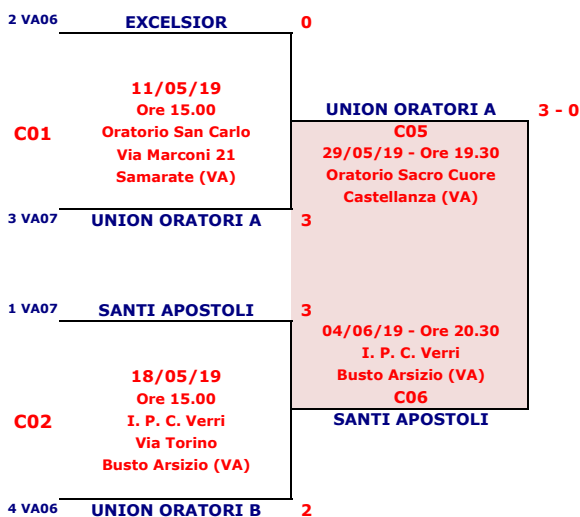 2 VA06 EXCELSIOR 0
11/05/19
Ore 15.00
C01 Oratorio San Carlo
Via Marconi 21
Samarate (VA)
3 VA07 UNION ORATORI A 3
UNION ORATORI A 3 - 0
C05
29/05/19 - Ore 19.30
Oratorio Sacro Cuore
Castellanza (VA)
1 VA07 SANTI APOSTOLI 3
18/05/19
Ore 15.00
C02 I. P. C. Verri
Via Torino
Busto Arsizio (VA)
4 VA06 UNION ORATORI B 2
04/06/19 - Ore 20.30
I. P. C. Verri
Busto Arsizio (VA)
C06
SANTI APOSTOLI